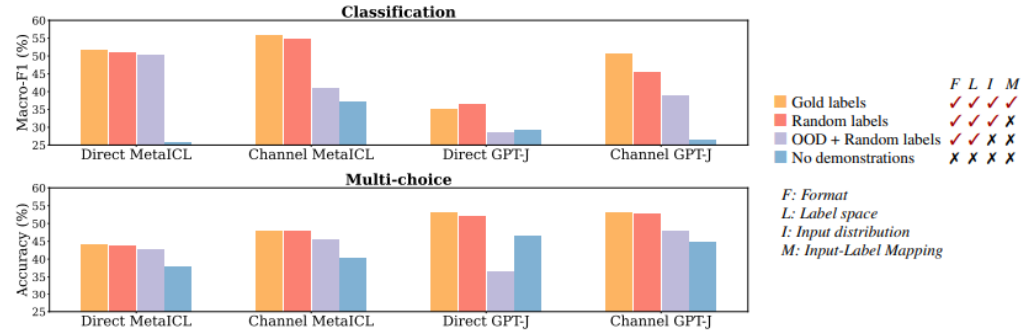 Classification
Macro-F1 (%)
60
55
50
45
40
35
30
25
Direct MetaICL Channel MetaICL Direct GPT-J Channel GPT-J
Multi-choice
Accuracy (%)
60
55
50
45
40
35
30
25
Direct MetaICL Channel MetaICL Direct GPT-J Channel GPT-J
F L I M
Gold labels ✓ ✓ ✓ ✓
Random labels ✓ ✓ ✓ ✗
OOD + Random labels ✓ ✓ ✗ ✗
No demonstrations ✗ ✗ ✗ ✗
F: Format
L: Label space
I: Input distribution
M: Input-Label Mapping